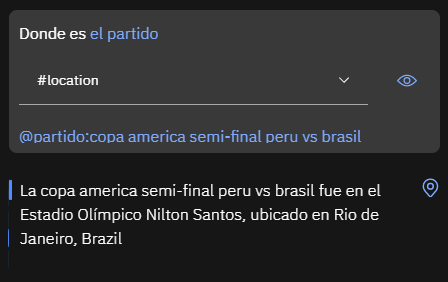 Donde es el partido
#location
@partido:copa america semi-final peru vs brasil
La copa america semi-final peru vs brasil fue en el
Estadio Olímpico Nilton Santos, ubicado en Rio de
Janeiro, Brazil